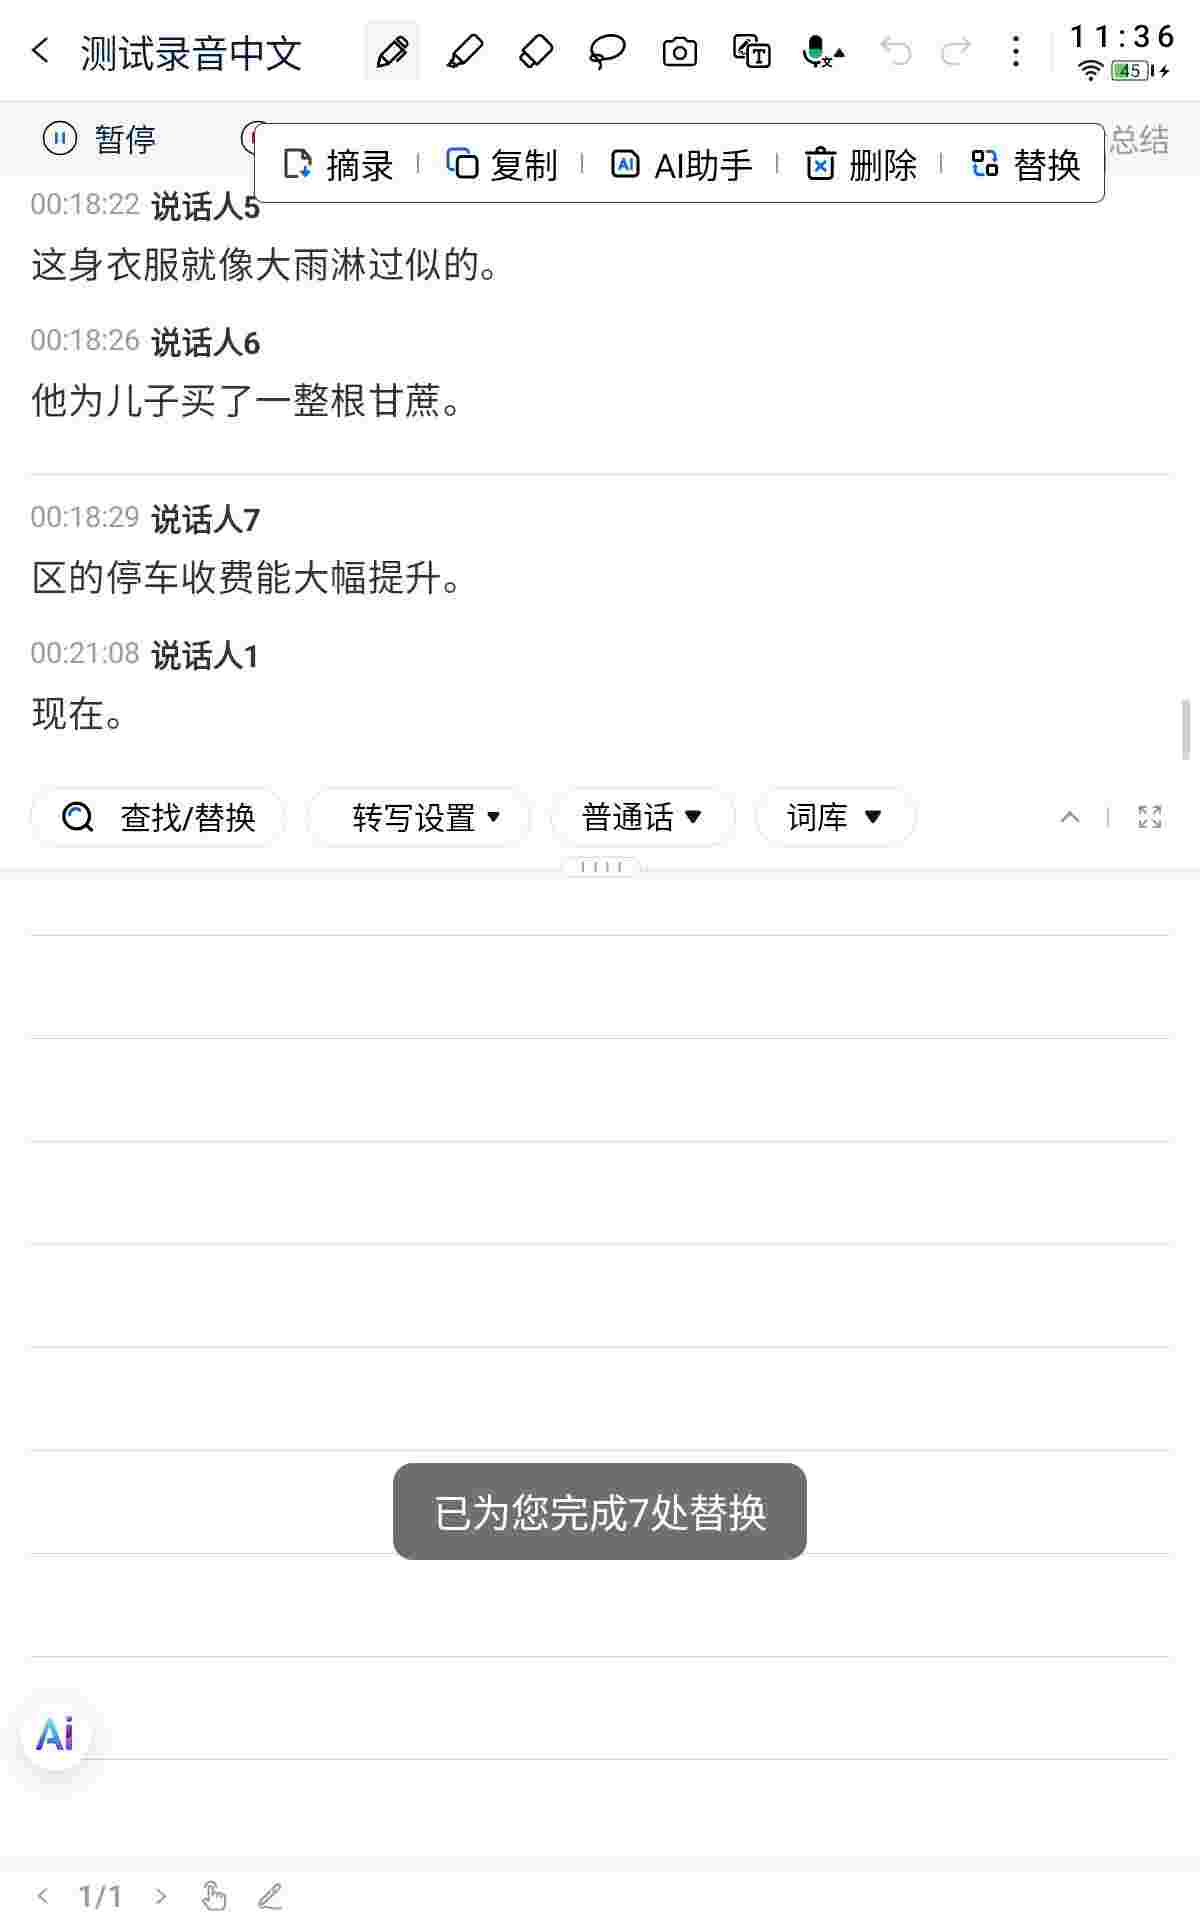 测试录音中文
11:36
45
暂停
总结
摘录
复制
AI助手
删除
替换
00:18:22 说话人5
这身衣服就像大雨淋过似的。
00:18:26 说话人6
他为儿子买了一整根甘蔗。
00:18:29 说话人7
区的停车收费能大幅提升。
00:21:08 说话人1
现在。
查找/替换
转写设置
普通话
词库
已为您完成7处替换
Ai
1/1